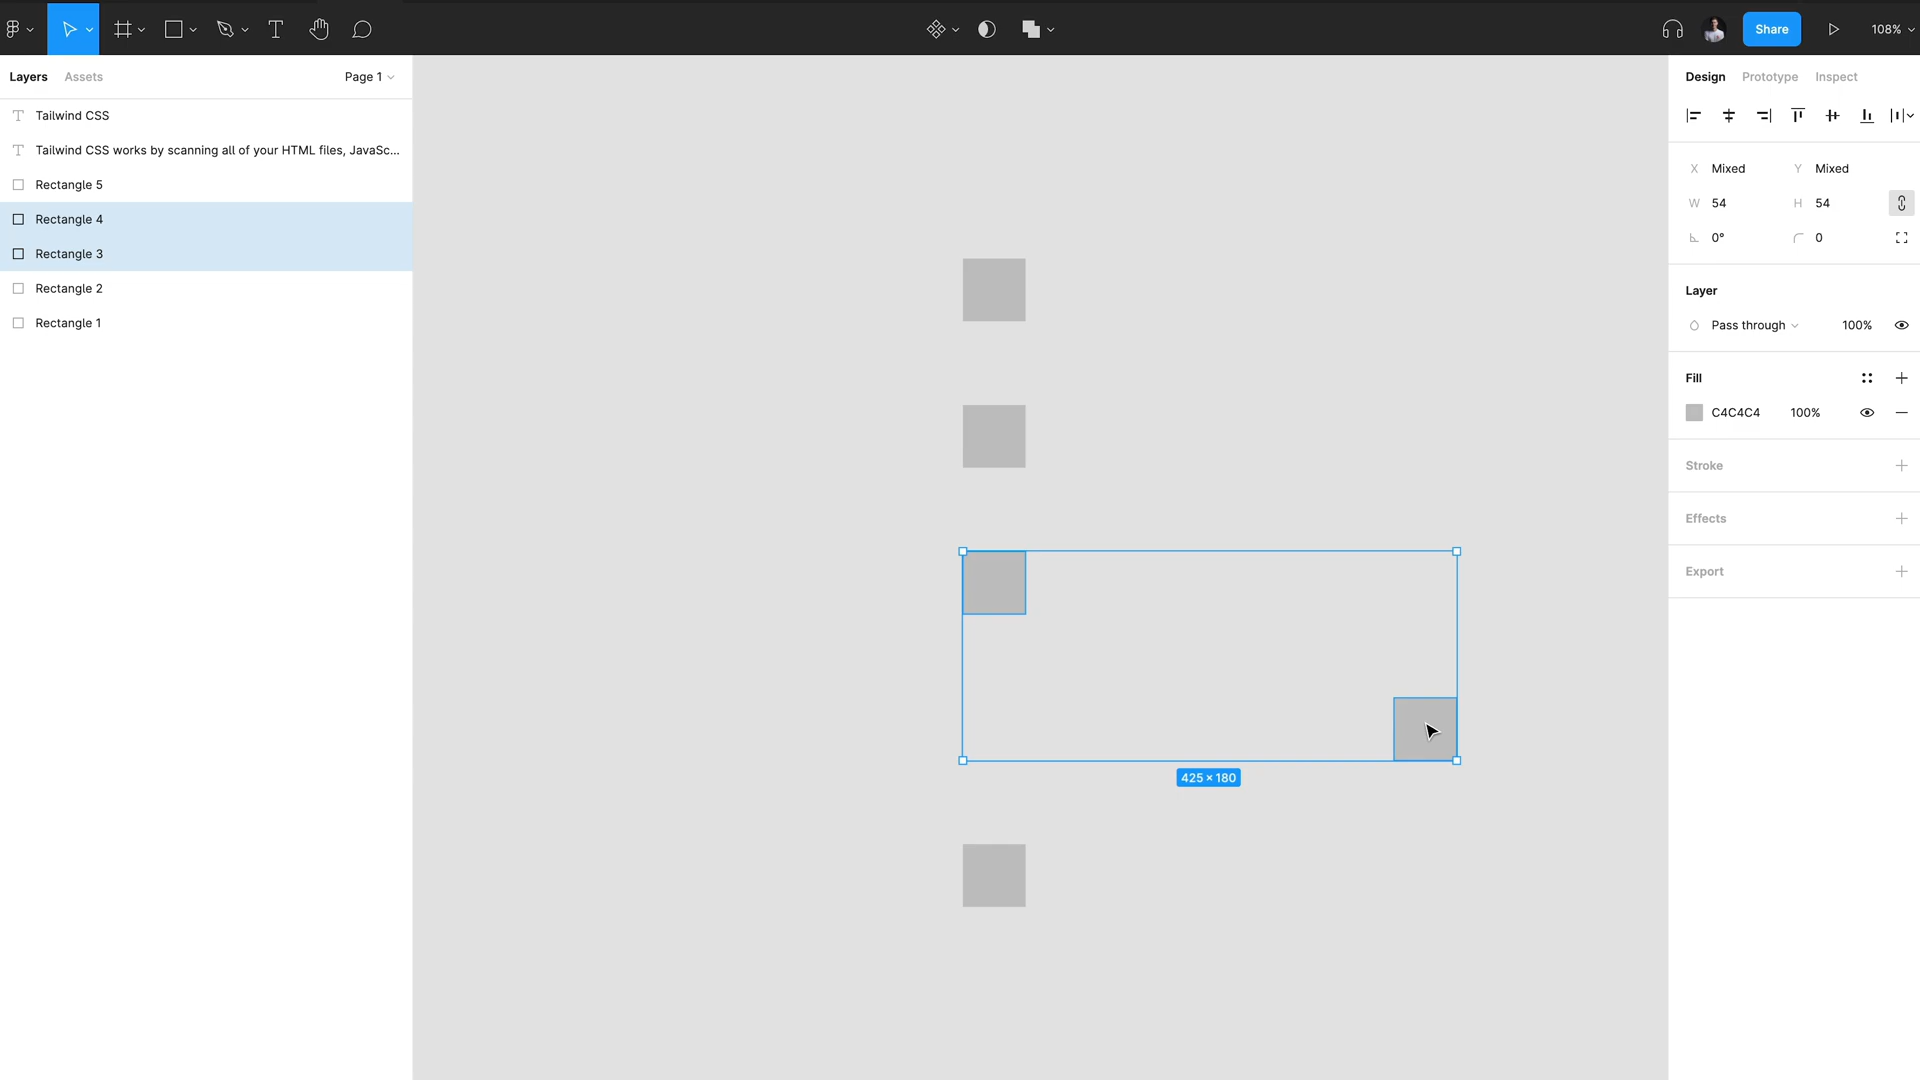 Share
108%
Layers
Assets
Page 1
Design
Prototype
Inspect
Tailwind CSS
Tailwind CSS works by scanning all of your HTML files, JavaSc...
Rectangle 5
Rectangle 4
Rectangle 3
Rectangle 2
Rectangle 1
X Mixed
Y Mixed
W 54
H 54
0°
0
Layer
Pass through
100%
Fill
C4C4C4
100%
Stroke
Effects
Export
425 × 180